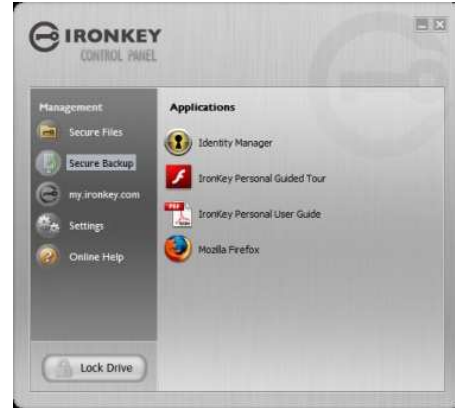 IRONKEY
CONTROL PANEL
Management
Secure Files
Secure Backup
my.ironkey.com
Settings
Online Help
Lock Drive
Applications
Identity Manager
IronKey Personal Guided Tour
PDF
IronKey Personal User Guide
Mozilla Firefox